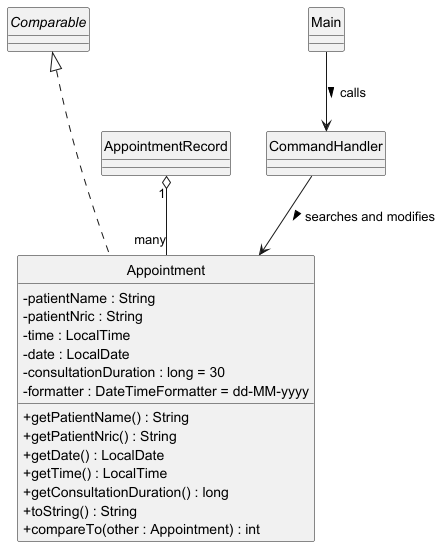 Comparable
Main
calls
AppointmentRecord
CommandHandler
1
searches and modifies
many
Appointment
-patientName : String
-patientNric : String
-time : LocalTime
-date : LocalDate
-consultationDuration : long = 30
-formatter : DateTimeFormatter = dd-MM-yyyy
+getPatientName() : String
+getPatientNric() : String
+getDate() : LocalDate
+getTime() : LocalTime
+getConsultationDuration() : long
+toString() : String
+compareTo(other : Appointment) : int